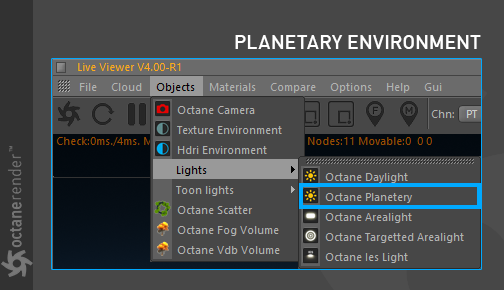 PLANETARY ENVIRONMENT
Live Viewer V4.00-R1
File Cloud Objects Materials Compare Options Help Gui
Octane Camera
Texture Environment
Hdri Environment
Lights
Toon lights
Octane Scatter
Octane Fog Volume
Octane Vdb Volume
F M Chn: PT
Check:0ms./4ms. M Nodes:11 Movable:0 0 0
Octane Daylight
Octane Planetery
Octane Arealight
Octane Targetted Arealight
Octane Ies Light
octanerender™